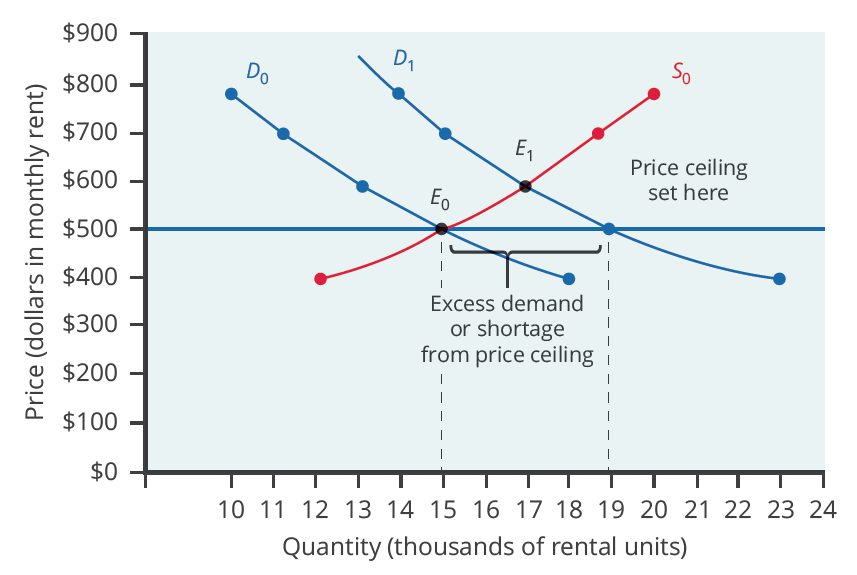 $900
$800
$700
$600
$500
$400
$300
$200
$100
$0
Price (dollars in monthly rent)
D0
D1
S0
E1
E0
Price ceiling
set here
Excess demand
or shortage
from price ceiling
10 11 12 13 14 15 16 17 18 19 20 21 22 23 24
Quantity (thousands of rental units)